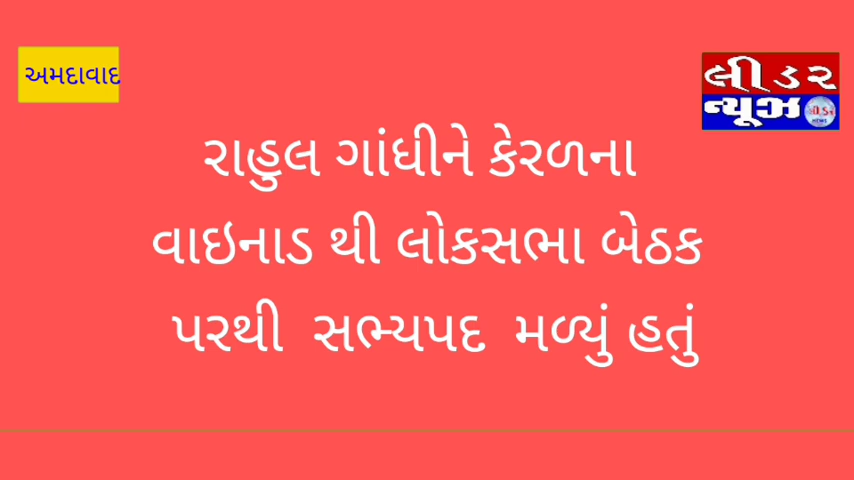 અમદાવાદ
લીડર
ન્યૂઝ
રાહુલ ગાંધીને કેરળના
વાઇનાડ થી લોકસભા બેઠક
પરથી સભ્યપદ મળ્યું હતું